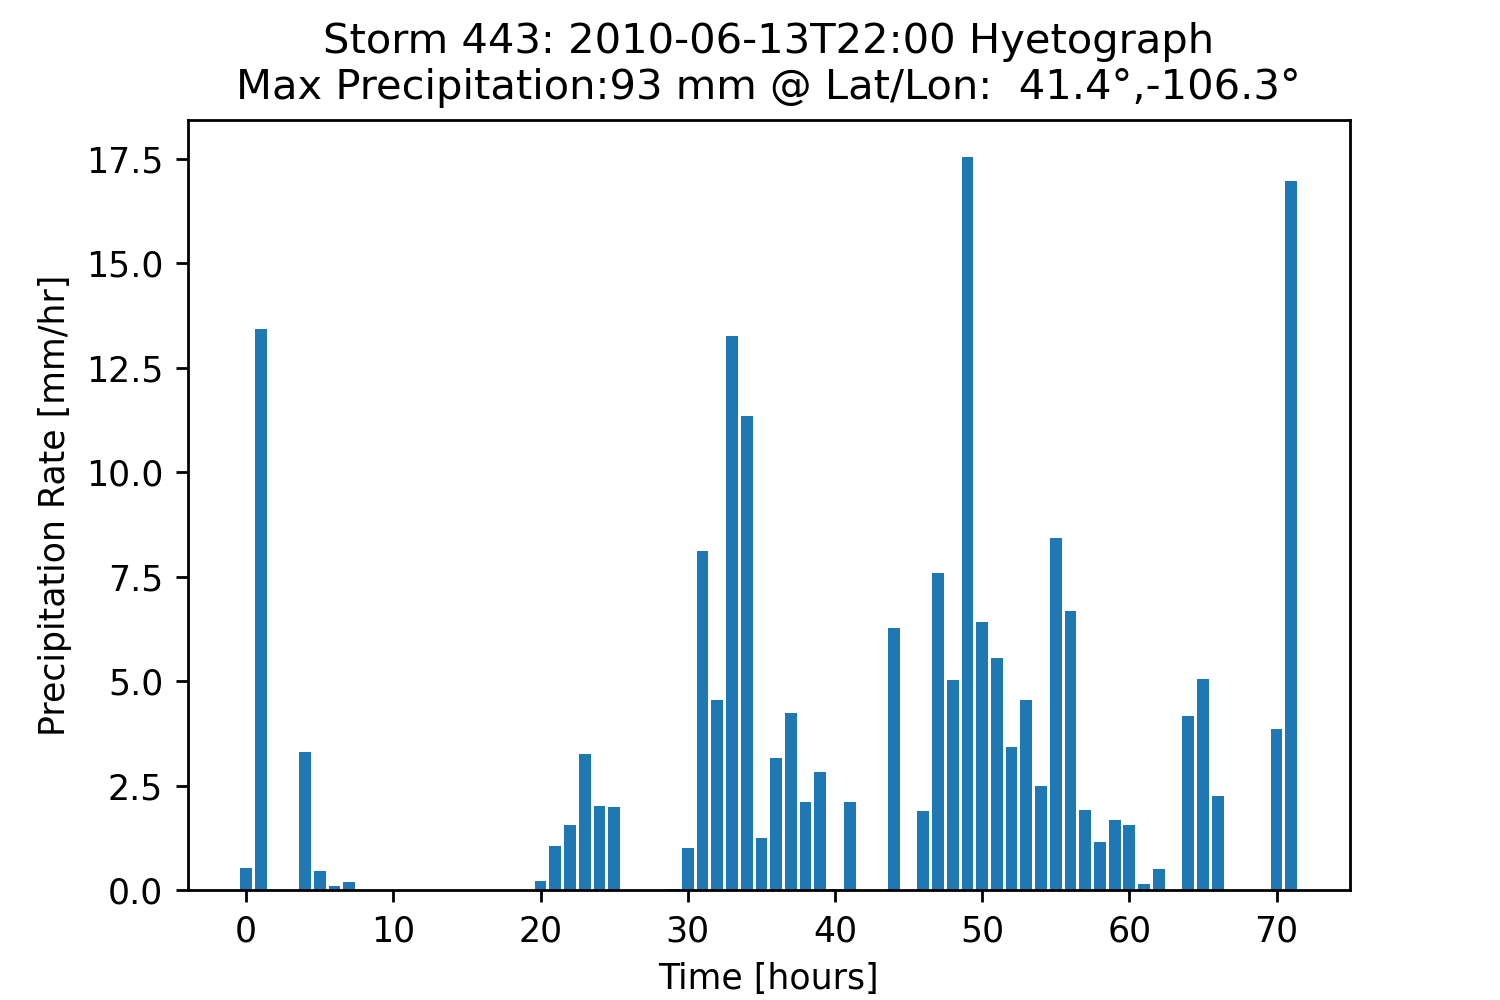 Storm 443: 2010-06-13T22:00 Hyetograph
Max Precipitation:93 mm @ Lat/Lon:  41.4°,-106.3°
Precipitation Rate [mm/hr]
17.5
15.0
12.5
10.0
7.5
5.0
2.5
0.0
0 10 20 30 40 50 60 70
Time [hours]